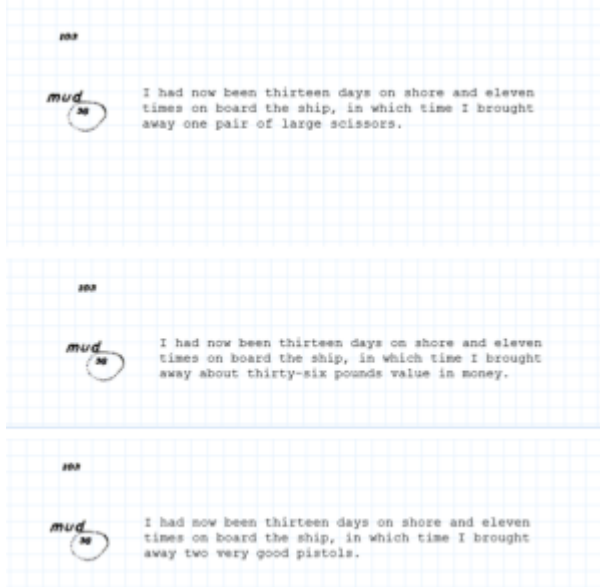 mud
36
I had now been thirteen days on shore and eleven
times on board the ship, in which time I brought
away one pair of large scissors.
mud
36
I had now been thirteen days on shore and eleven
times on board the ship, in which time I brought
away about thirty-six pounds value in money.
mud
36
I had now been thirteen days on shore and eleven
times on board the ship, in which time I brought
away two very good pistols.